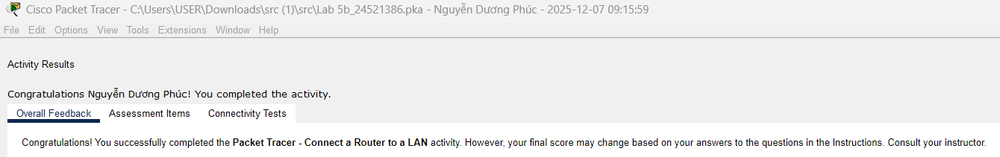 Cisco Packet Tracer - C:\Users\USER\Downloads\src (1)\src\Lab 5b_24521386.pka - Nguyễn Dương Phúc - 2025-12-07 09:15:59
File Edit Options View Tools Extensions Window Help
Activity Results
Congratulations Nguyễn Dương Phúc! You completed the activity.
Overall Feedback Assessment Items Connectivity Tests
Congratulations! You successfully completed the Packet Tracer - Connect a Router to a LAN activity. However, your final score may change based on your answers to the questions in the Instructions. Consult your instructor.